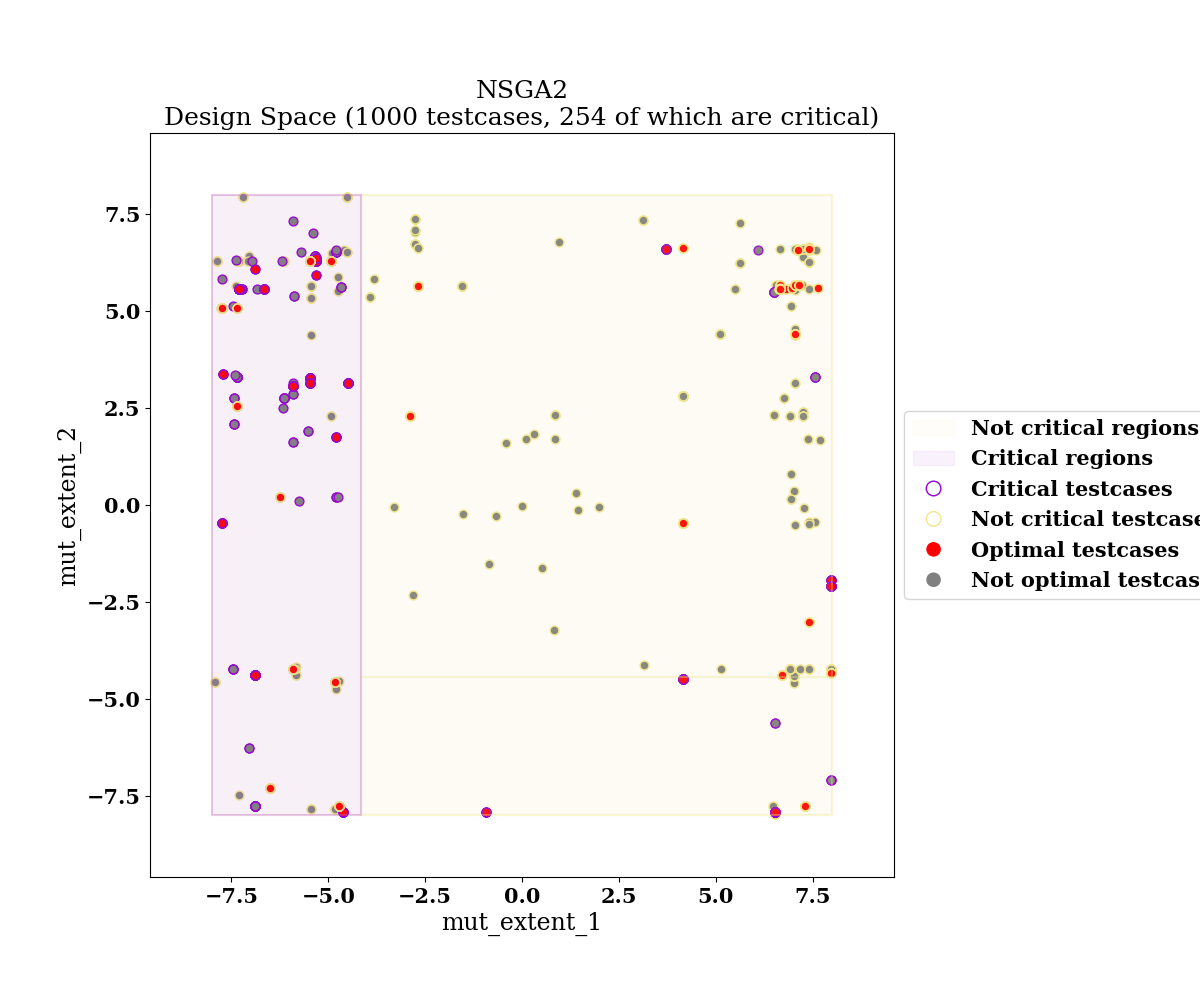 NSGA2
Design Space (1000 testcases, 254 of which are critical)
mut_extent_2
7.5
5.0
2.5
0.0
−2.5
−5.0
−7.5
−7.5 −5.0 −2.5 0.0 2.5 5.0 7.5
mut_extent_1
Not critical regions
Critical regions
Critical testcases
Not critical testcase
Optimal testcases
Not optimal testcas